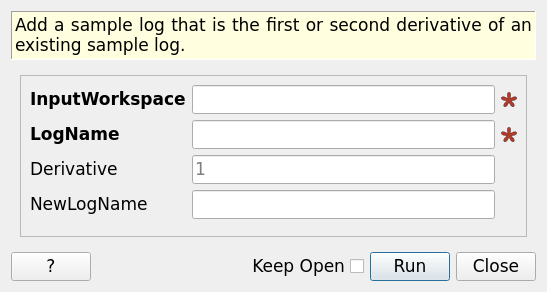 Add a sample log that is the first or second derivative of an
existing sample log.
InputWorkspace
LogName
Derivative 1
NewLogName
? Keep Open Run Close